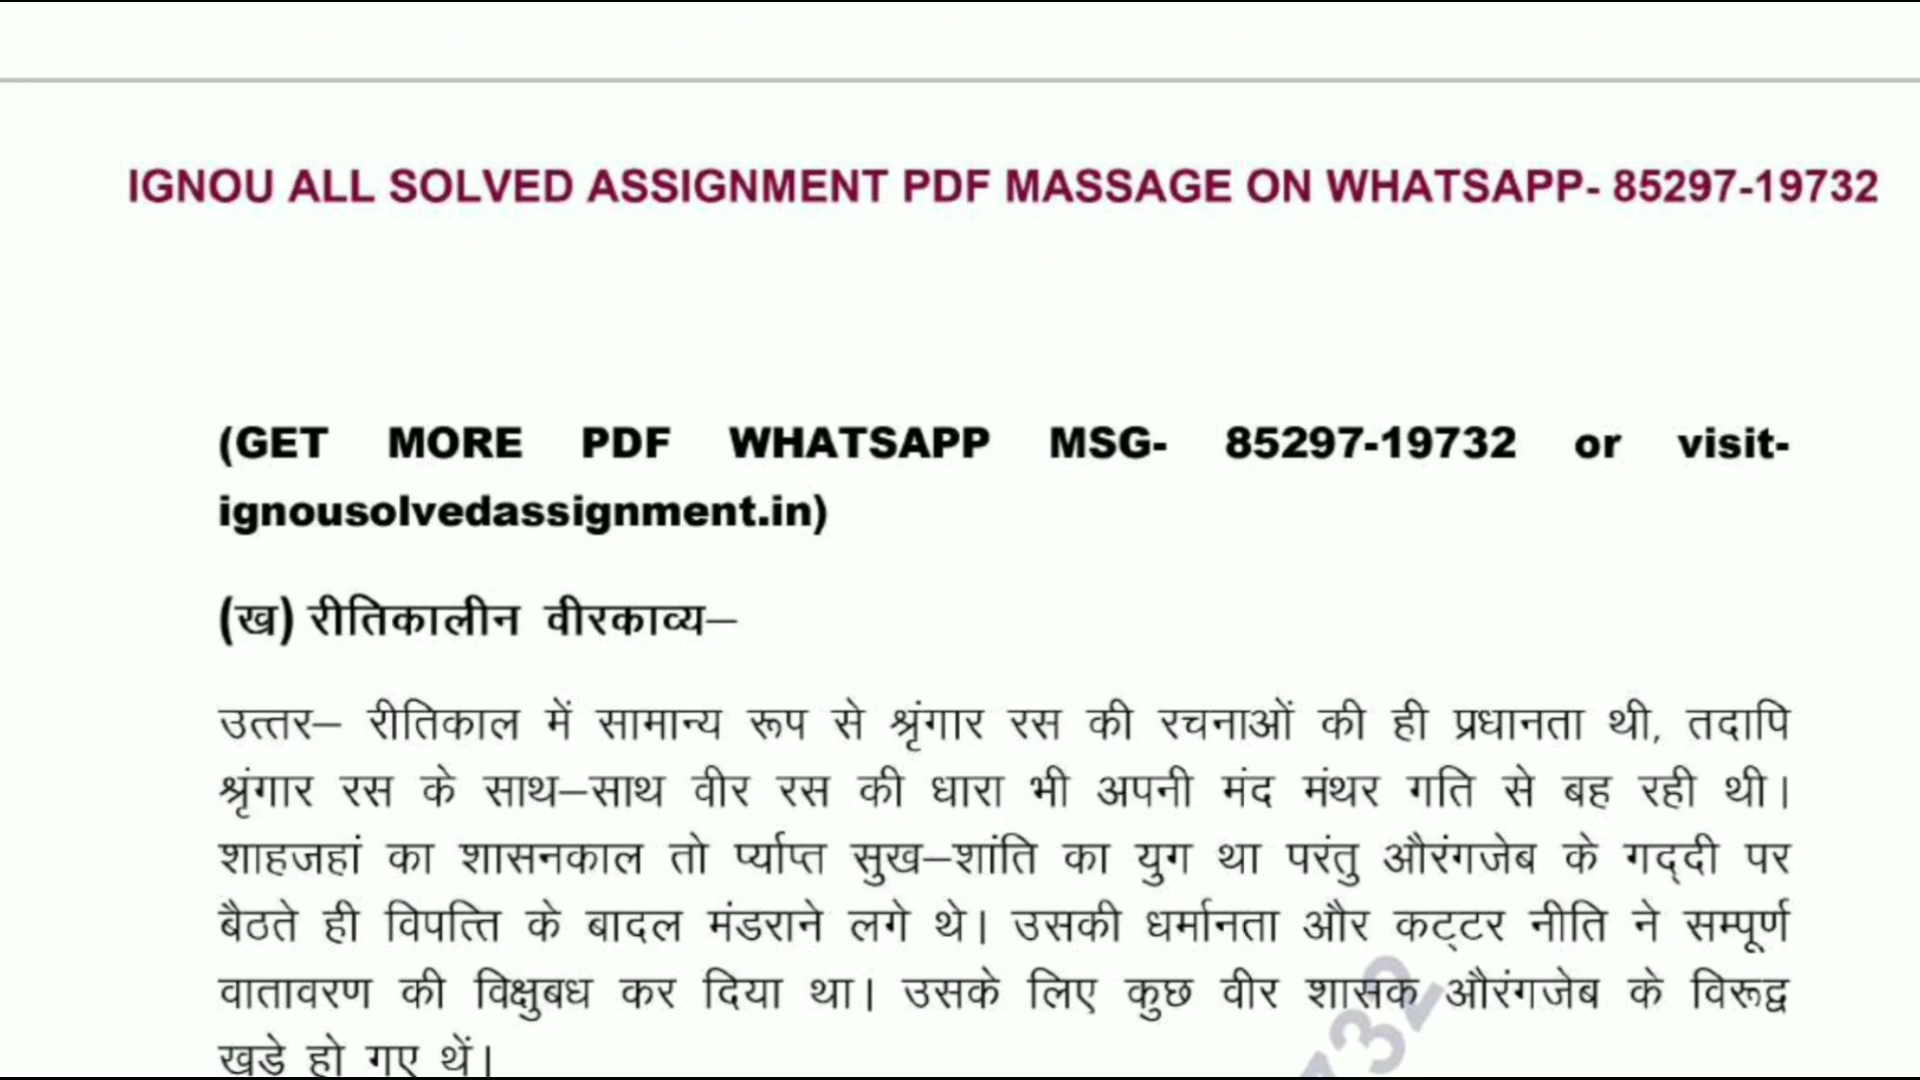 IGNOU ALL SOLVED ASSIGNMENT PDF MASSAGE ON WHATSAPP- 85297-19732
(GET MORE PDF WHATSAPP MSG- 85297-19732 or visit-
ignousolvedassignment.in)
(ख) रीतिकालीन वीरकाव्य–
उत्तर– रीतिकाल में सामान्य रूप से श्रृंगार रस की रचनाओं की ही प्रधानता थी, तदापि
श्रृंगार रस के साथ–साथ वीर रस की धारा भी अपनी मंद मंथर गति से बह रही थी।
शाहजहां का शासनकाल तो र्प्याप्त सुख–शांति का युग था परंतु औरंगजेब के गद्दी पर
बैठते ही विपत्ति के बादल मंडराने लगे थे। उसकी धर्मानता और कट्टर नीति ने सम्पूर्ण
वातावरण की विक्षुबध कर दिया था। उसके लिए कुछ वीर शासक औरंगजेब के विरूद्व
खडे हो गए थें।
732